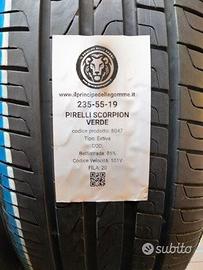 www.ilprincipedellegomme.it
235-55-19
PIRELLI SCORPION
VERDE
codice prodotto: 8047
Tipo: Estiva
DOD:
Battistrada: 85%
Codice Velocità: 101V
FILA: 20
subito